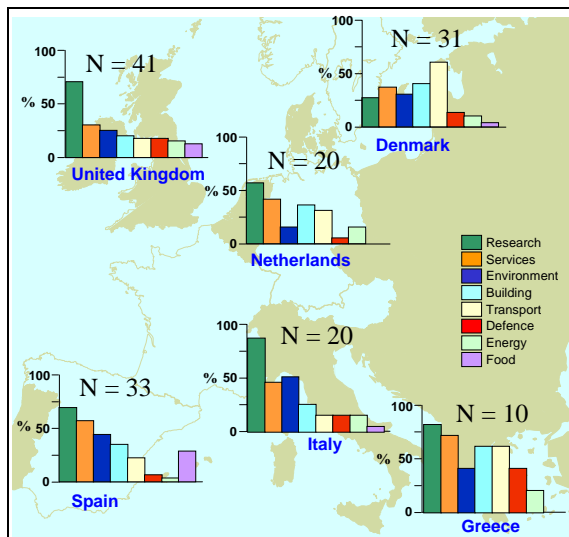 100
50
0
%
N = 41
United Kingdom
100
50
0
%
N = 31
Denmark
100
50
0
%
N = 20
Netherlands
Research
Services
Environment
Building
Transport
Defence
Energy
Food
100
50
0
%
N = 20
Italy
100
50
0
%
N = 33
Spain
100
50
0
%
N = 10
Greece